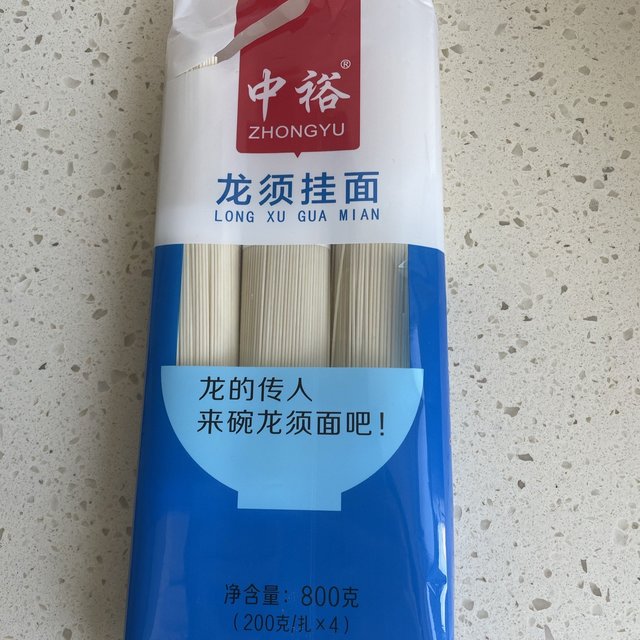 中裕®
ZHONGYU
龙须挂面
LONG XU GUA MIAN
龙的传人
来碗龙须面吧！
净含量：800克
（200克/扎×4）